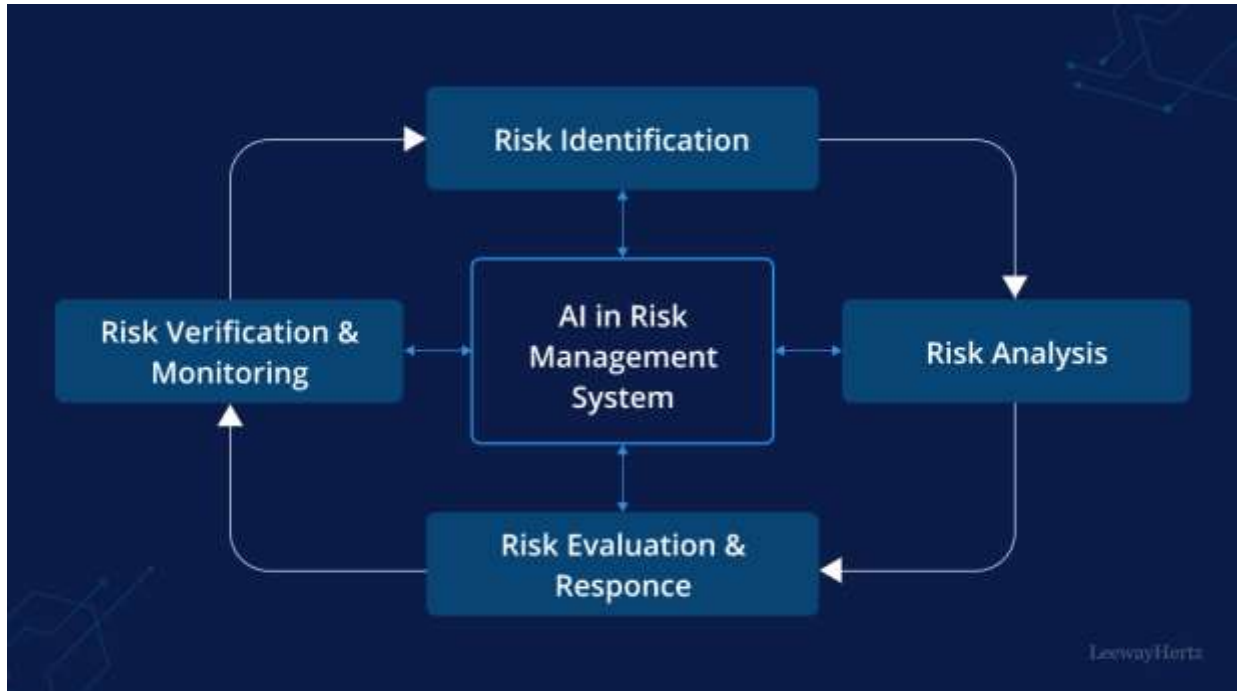 Risk Identification
Risk Verification &
Monitoring
AI in Risk
Management
System
Risk Analysis
Risk Evaluation &
Responce
LeewayHertz